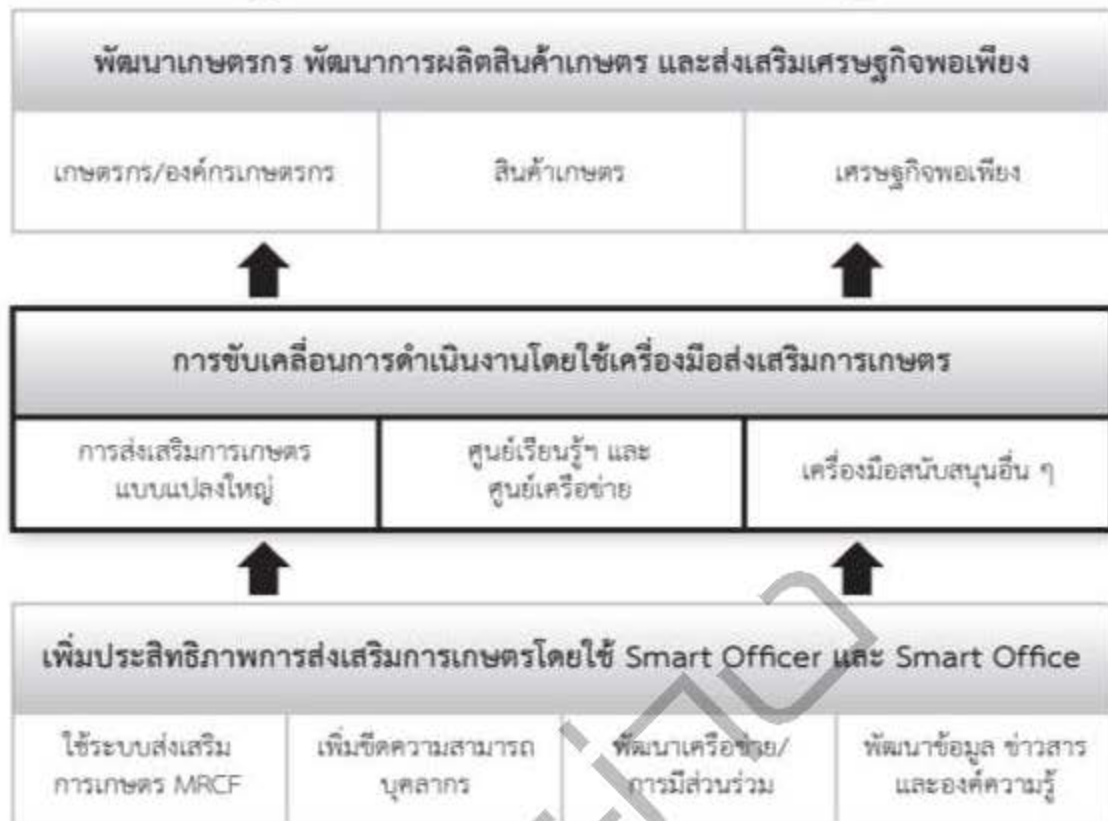 พัฒนาเกษตรกร พัฒนาการผลิตสินค้าเกษตร และส่งเสริมเศรษฐกิจพอเพียง
เกษตรกร/องค์กรเกษตรกร
สินค้าเกษตร
เศรษฐกิจพอเพียง
การขับเคลื่อนการดำเนินงานโดยใช้เครื่องมือส่งเสริมการเกษตร
การส่งเสริมการเกษตร
แบบแปลงใหญ่
ศูนย์เรียนรู้ฯ และ
ศูนย์เครือข่าย
เครื่องมือสนับสนุนอื่น ๆ
เพิ่มประสิทธิภาพการส่งเสริมการเกษตรโดยใช้ Smart Officer และ Smart Office
ใช้ระบบส่งเสริม
การเกษตร MRCF
เพิ่มขีดความสามารถ
บุคลากร
พัฒนาเครือข่าย/
การมีส่วนร่วม
พัฒนาข้อมูล ข่าวสาร
และองค์ความรู้